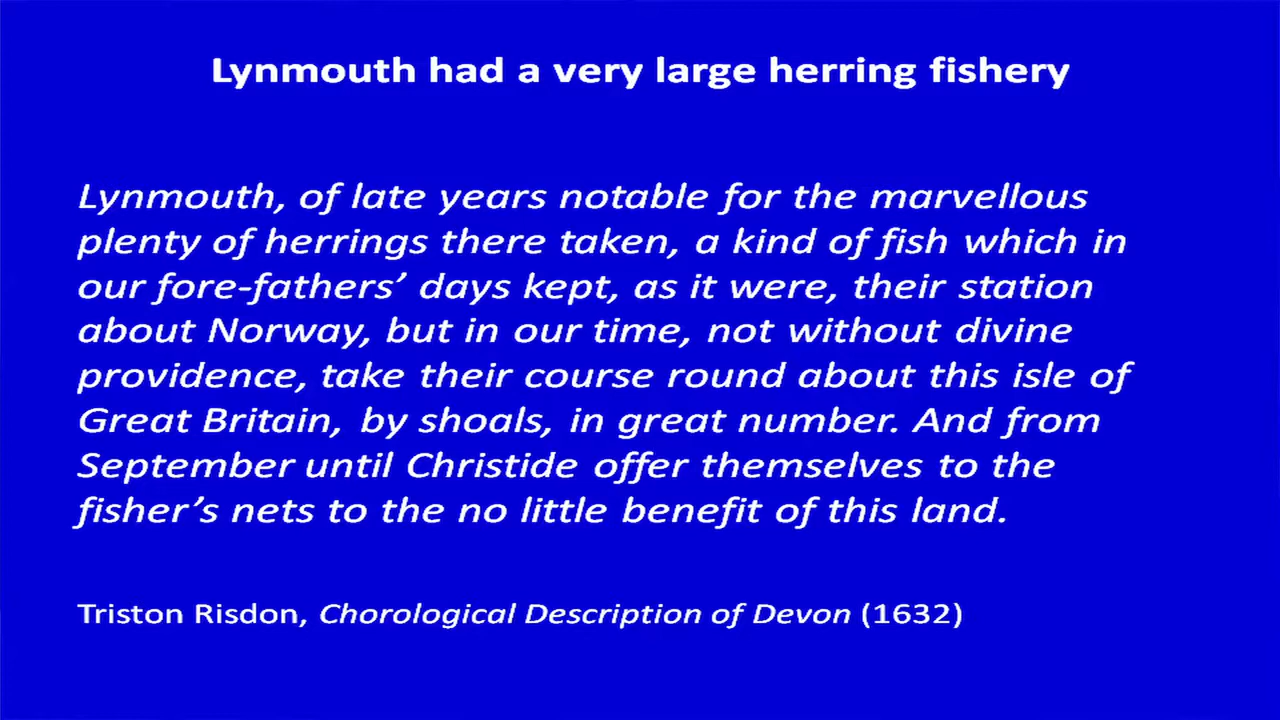 Lynmouth had a very large herring fishery
Lynmouth, of late years notable for the marvellous
plenty of herrings there taken, a kind of fish which in
our fore-fathers’ days kept, as it were, their station
about Norway, but in our time, not without divine
providence, take their course round about this isle of
Great Britain, by shoals, in great number. And from
September until Christide offer themselves to the
fisher’s nets to the no little benefit of this land.
Triston Risdon, Chorological Description of Devon (1632)